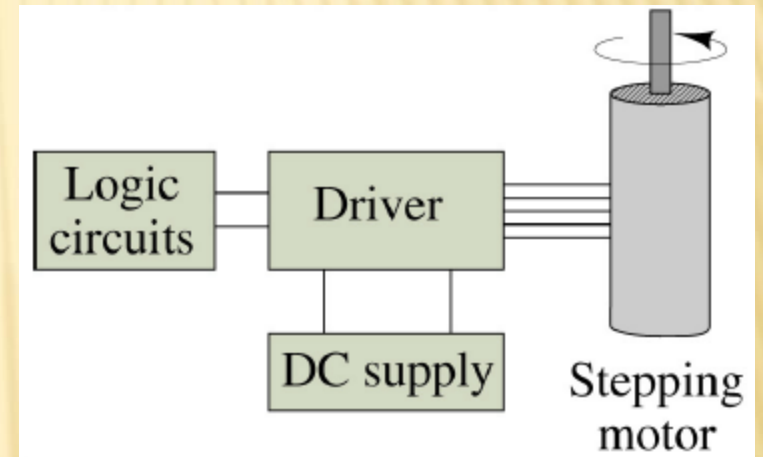 Logic
circuits
Driver
DC supply
Stepping
motor